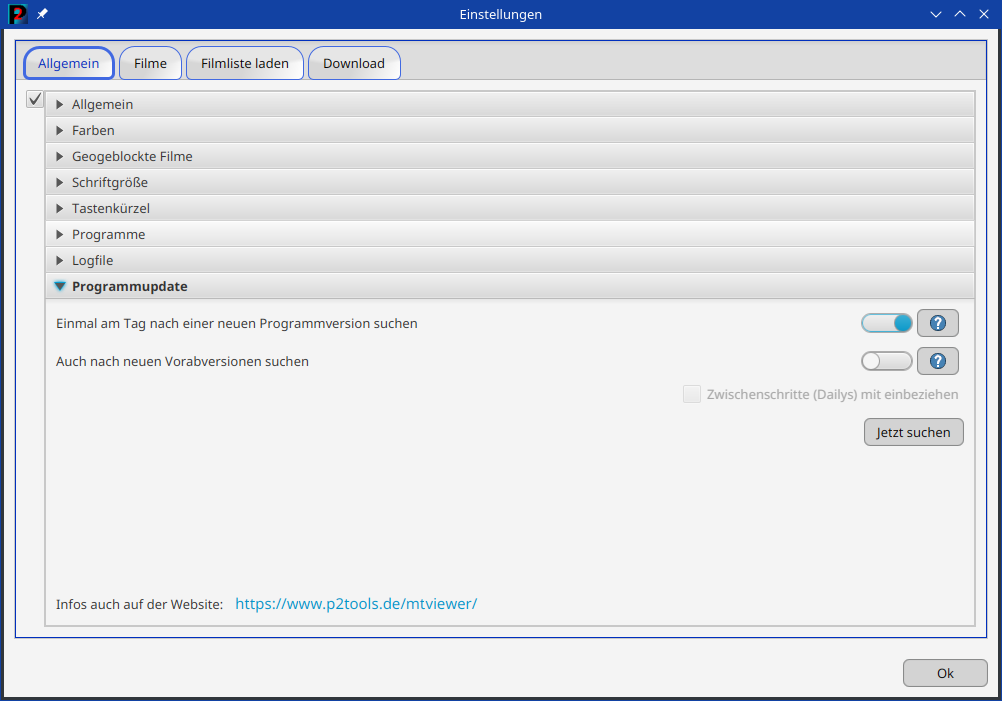 Einstellungen
Allgemein Filme Filmliste laden Download
Allgemein
Farben
Geogeblockte Filme
Schriftgröße
Tastenkürzel
Programme
Logfile
Programmupdate
Einmal am Tag nach einer neuen Programmversion suchen
Auch nach neuen Vorabversionen suchen
Zwischenschritte (Dailys) mit einbeziehen
Jetzt suchen
Infos auch auf der Website: https://www.p2tools.de/mtviewer/
Ok